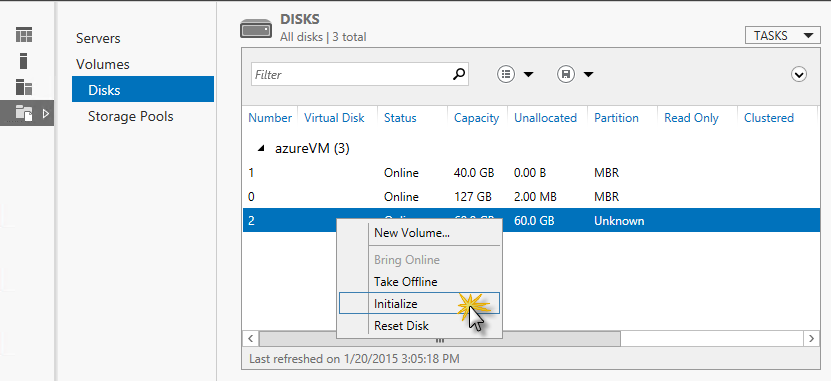 DISKS
All disks | 3 total
TASKS
Servers
Volumes
Disks
Storage Pools
Filter
Number Virtual Disk Status Capacity Unallocated Partition Read Only Clustered
azureVM (3)
1 Online 40.0 GB 0.00 B MBR
0 Online 127 GB 2.00 MB MBR
2 60.0 GB Unknown
New Volume...
Bring Online
Take Offline
Initialize
Reset Disk
Last refreshed on 1/20/2015 3:05:18 PM